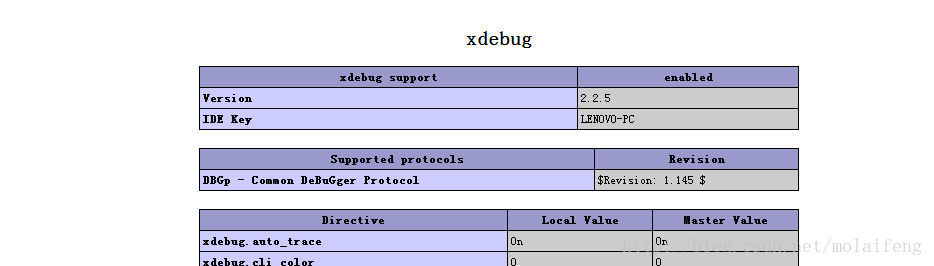 xdebug
xdebug support enabled
Version 2.2.5
IDE Key LENOVO-PC
Supported protocols Revision
DBGp - Common DeBuGger Protocol $Revision: 1.145 $
Directive Local Value Master Value
xdebug.auto_trace On On
http://blog.csdn.net/molaifeng
xdebug.cli_color 0 0